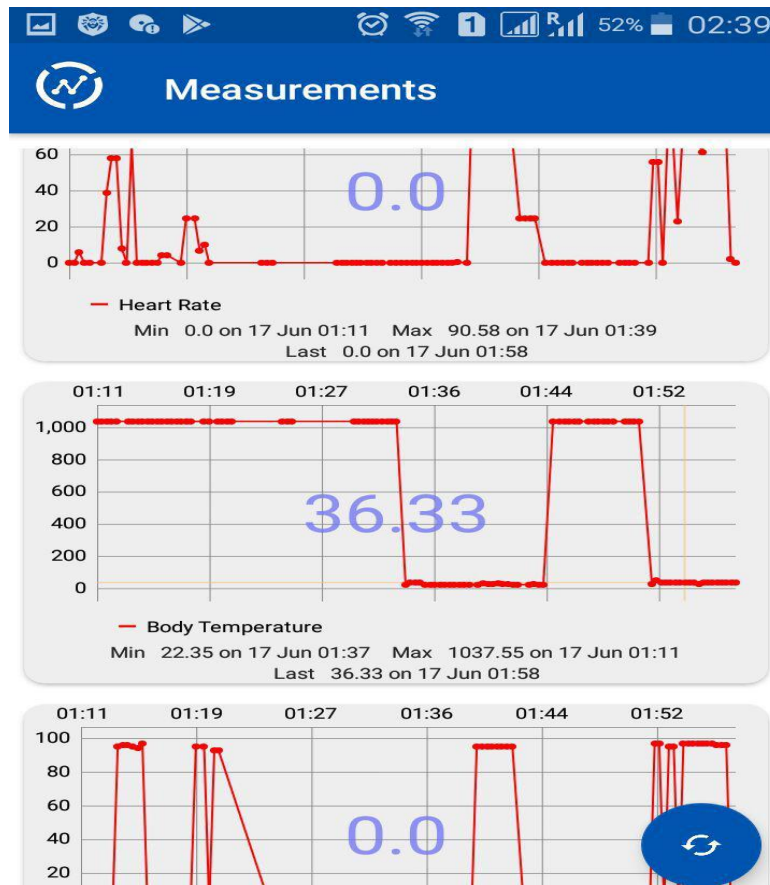 1 R 52% 02:39
Measurements
60
40
20
0
0.0
Heart Rate
Min 0.0 on 17 Jun 01:11 Max 90.58 on 17 Jun 01:39
Last 0.0 on 17 Jun 01:58
01:11 01:19 01:27 01:36 01:44 01:52
1,000
800
600
400
200
0
36.33
Body Temperature
Min 22.35 on 17 Jun 01:37 Max 1037.55 on 17 Jun 01:11
Last 36.33 on 17 Jun 01:58
01:11 01:19 01:27 01:36 01:44 01:52
100
80
60
40
20
0.0